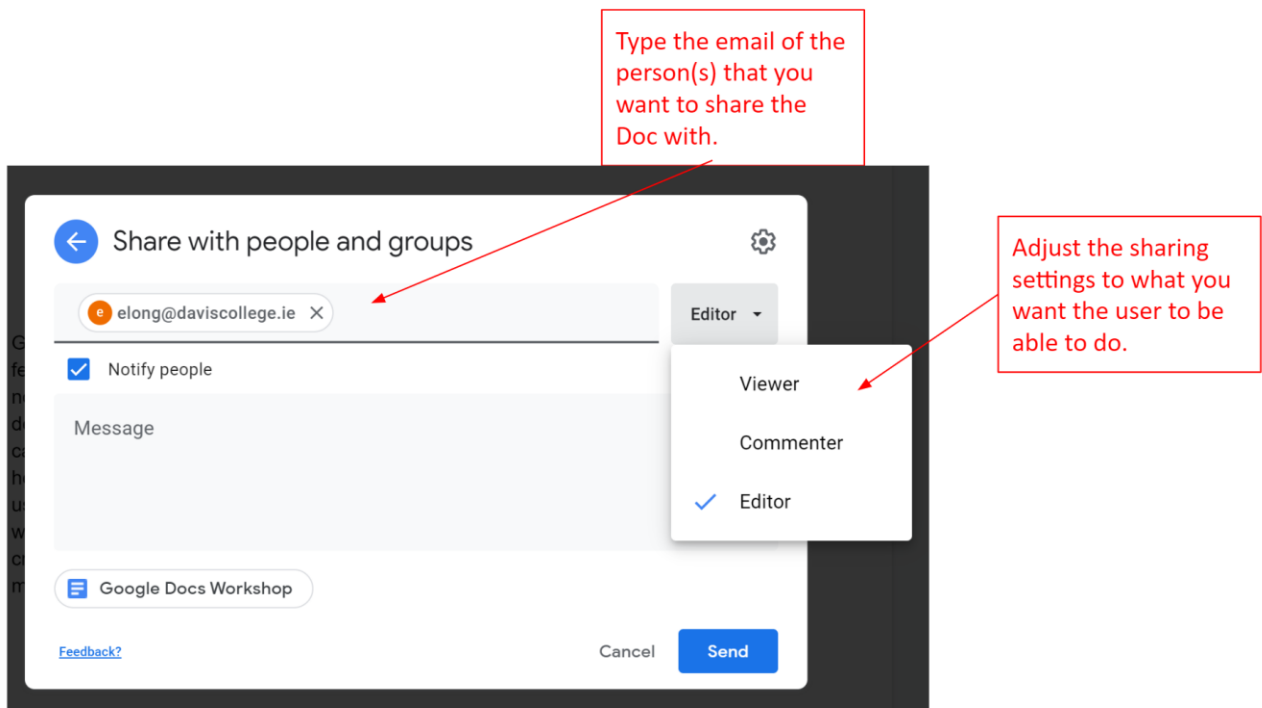 Type the email of the
person(s) that you
want to share the
Doc with.
Share with people and groups
e elong@daviscollege.ie
Editor
Adjust the sharing
settings to what you
want the user to be
able to do.
Notify people
Viewer
Message
Commenter
Editor
Google Docs Workshop
Feedback?
Cancel
Send